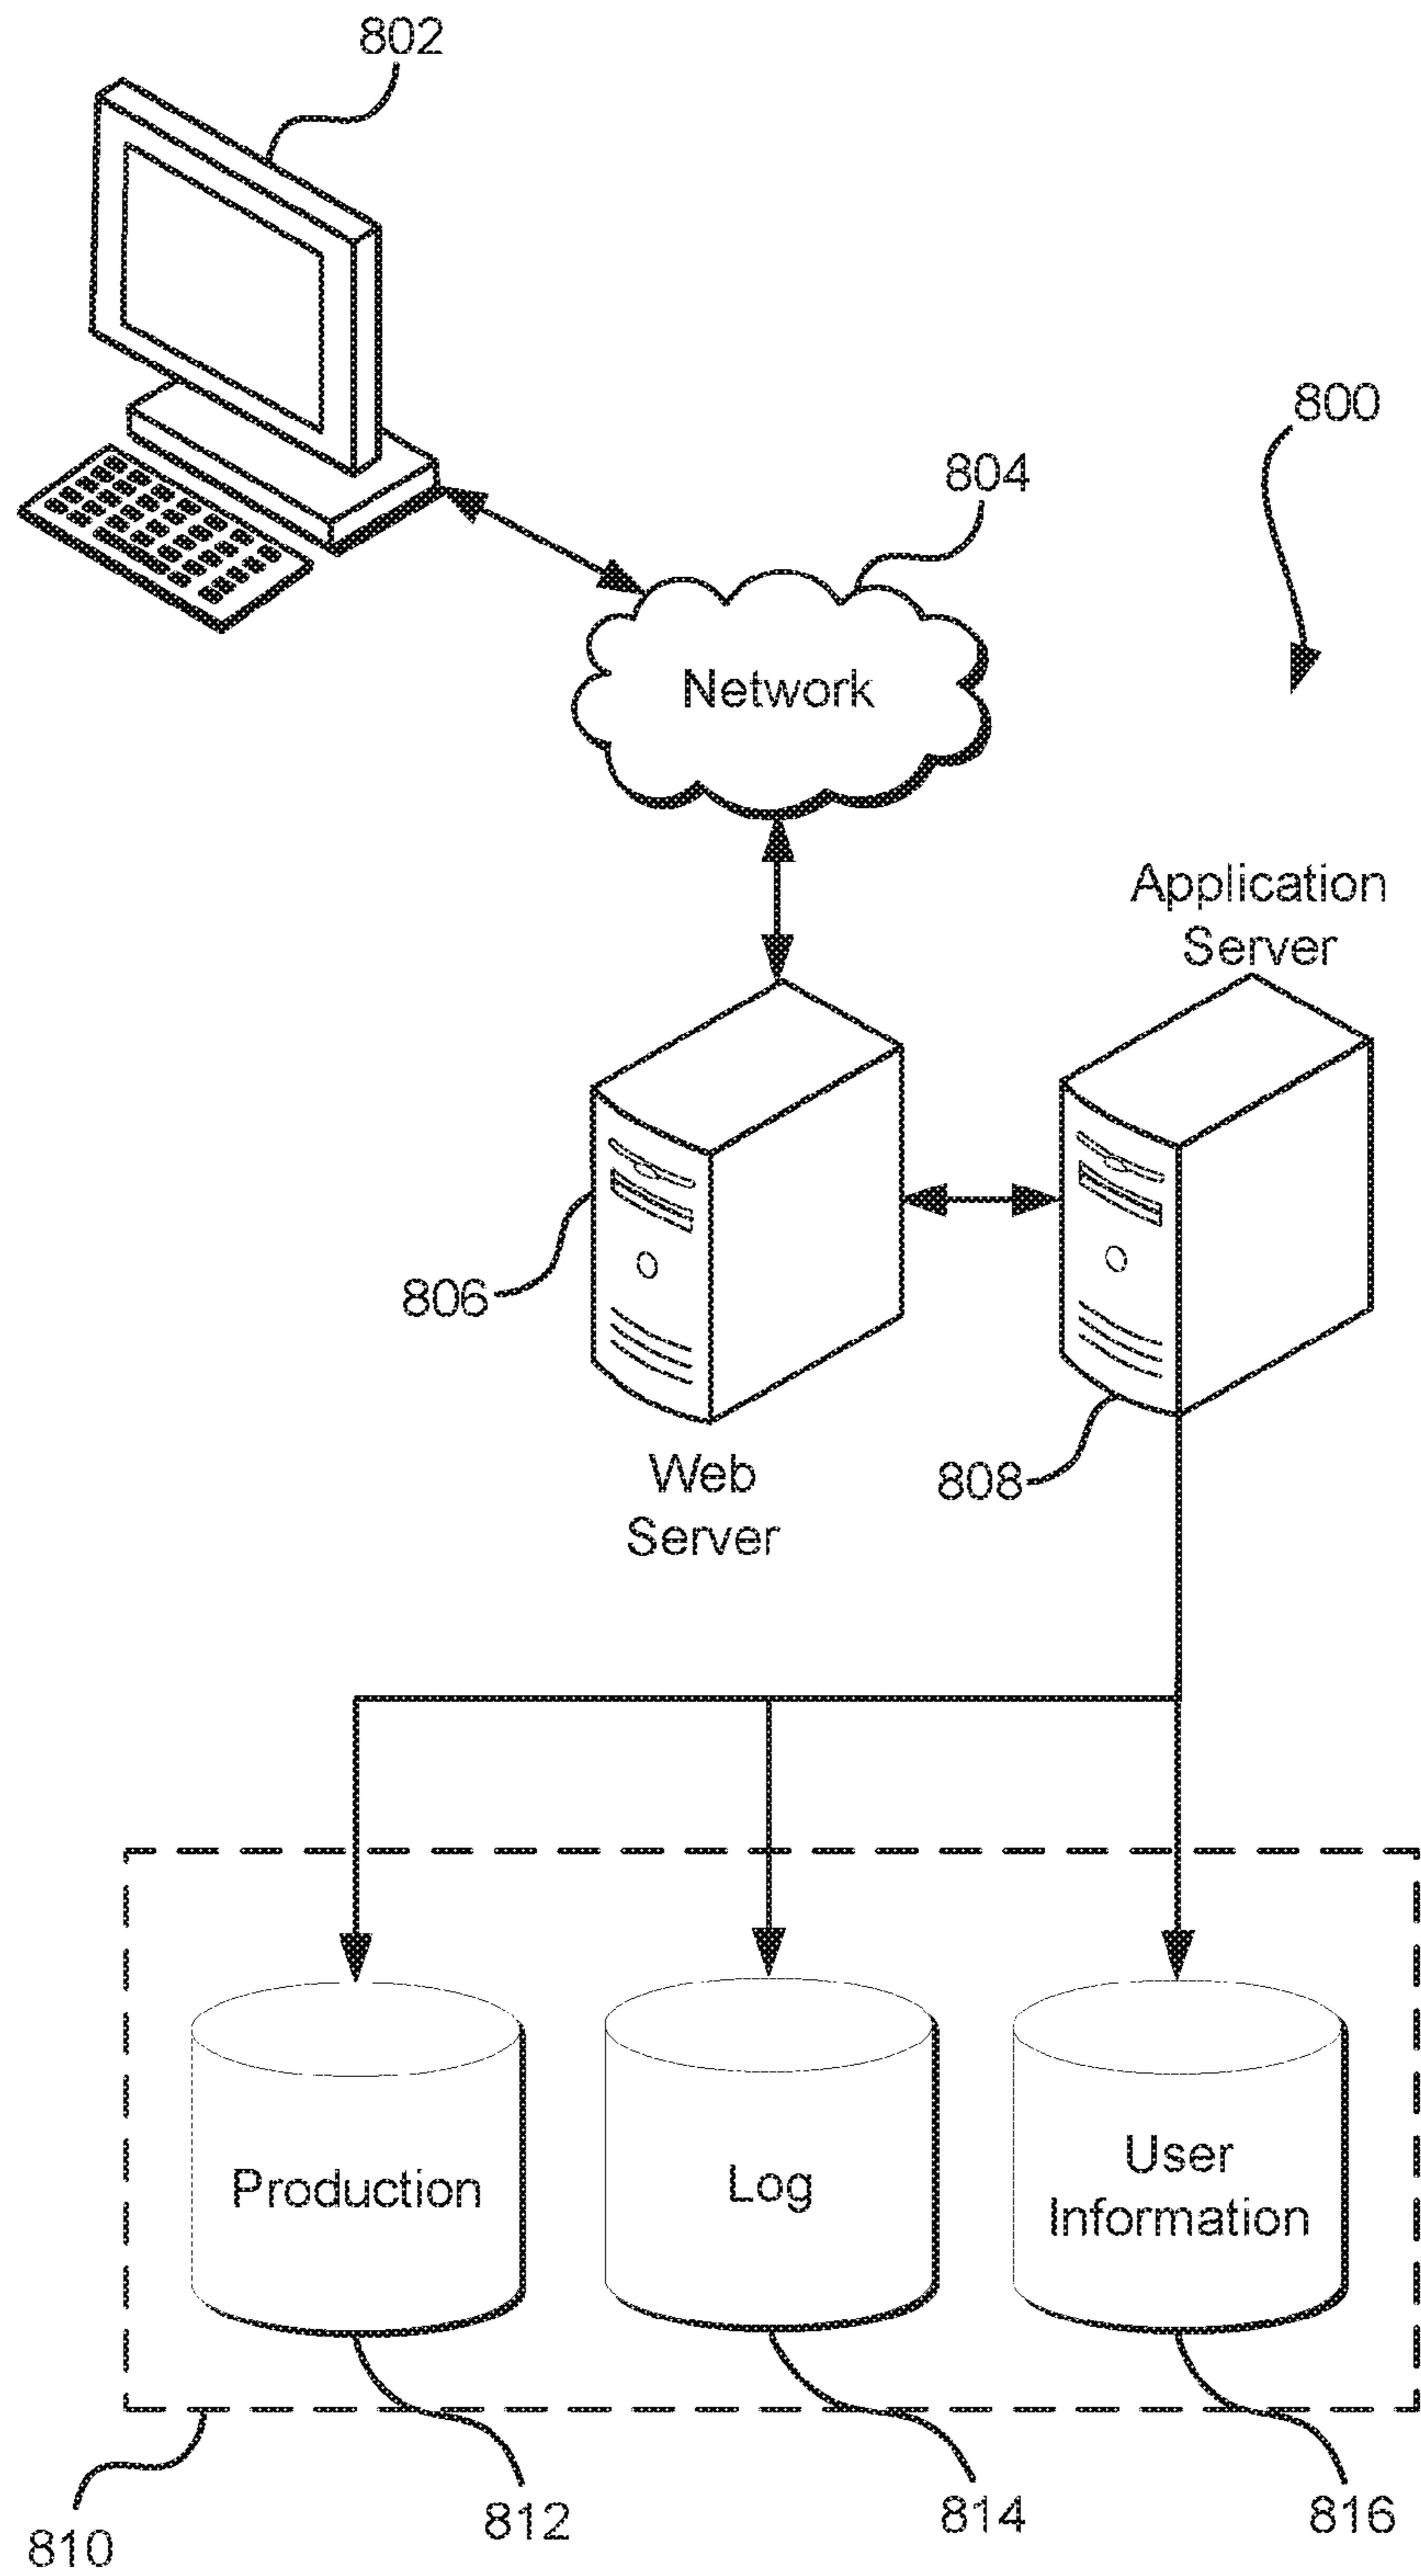 802
800
804
Network
Application
Server
806
808
Web
Server
Production
Log
User
Information
810
812
814
816